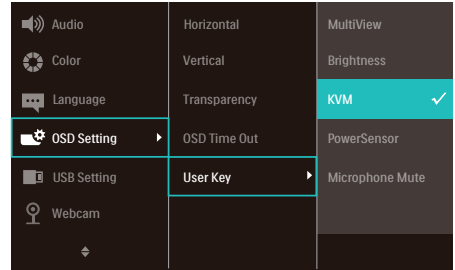 Audio
Color
Language
OSD Setting
USB Setting
Webcam
Horizontal
Vertical
Transparency
OSD Time Out
User Key
MultiView
Brightness
KVM
PowerSensor
Microphone Mute